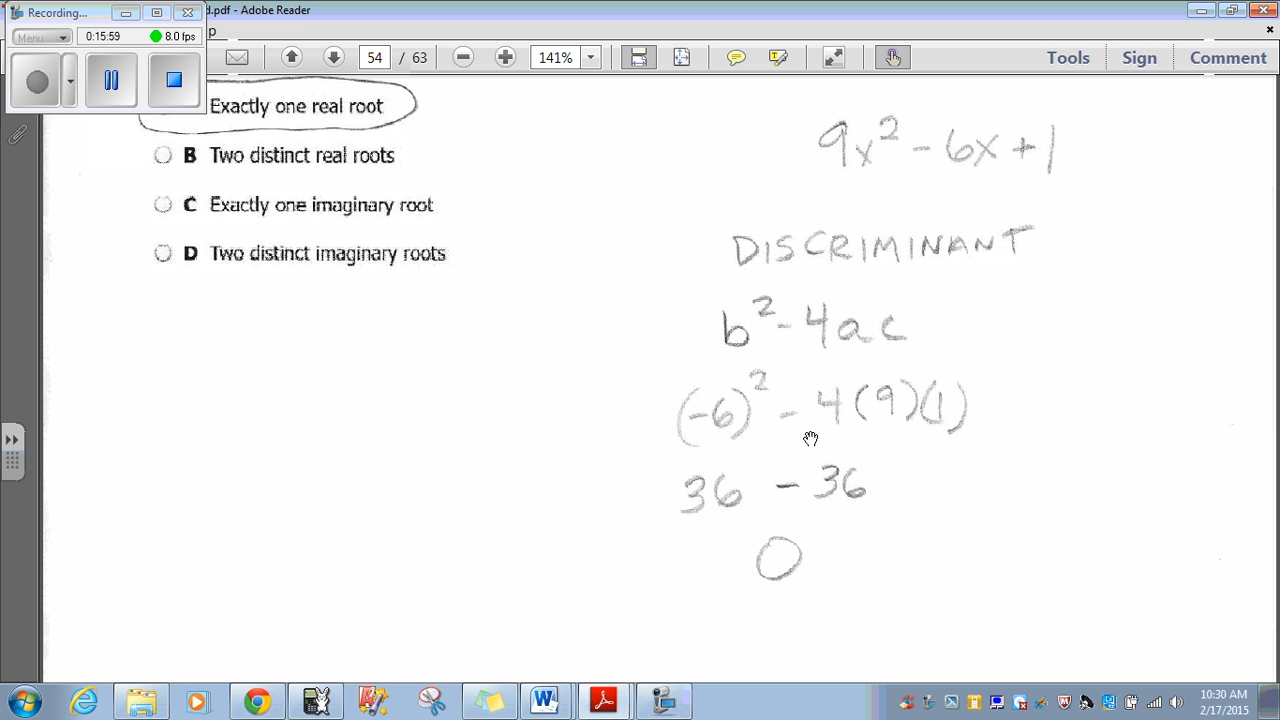 Recording...
d.pdf - Adobe Reader
Menu
0:15:59
8.0 fps
p
54 / 63
141%
Tools
Sign
Comment
Exactly one real root
B Two distinct real roots
C Exactly one imaginary root
D Two distinct imaginary roots
9x² - 6x + 1
DISCRIMINANT
b² - 4ac
(-6)² - 4(9)(1)
36 - 36
0
10:30 AM
2/17/2015